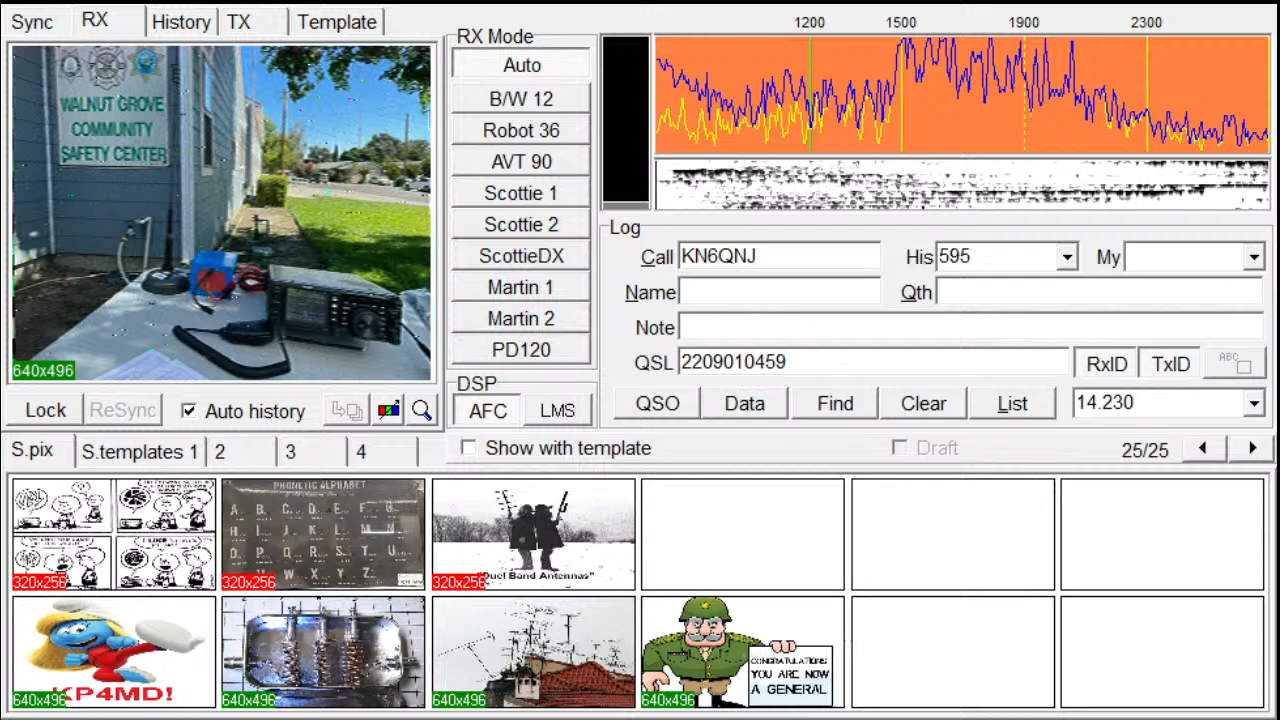 Sync RX History TX Template
WALNUT GROVE
COMMUNITY
SAFETY CENTER
640x496
Lock ReSync Auto history
RX Mode
Auto
B/W 12
Robot 36
AVT 90
Scottie 1
Scottie 2
ScottieDX
Martin 1
Martin 2
PD120
DSP
AFC LMS
1200 1500 1900 2300
Log
Call KN6QNJ His 595 My
Name Qth
Note
QSL 2209010459 RxID TxID ABC
QSO Data Find Clear List 14.230
S.pix S.templates 1 2 3 4 Show with template Draft 25/25
320x256
PHONETIC ALPHABET
A B C D E F G
H I J K L M N
O P Q R S T U
W X Y Z
320x256
"Duel Band Antennas"
320x256
KP4MD!
640x496
640x496
640x496
CONGRATULATIONS
YOU ARE NOW
A GENERAL
640x496